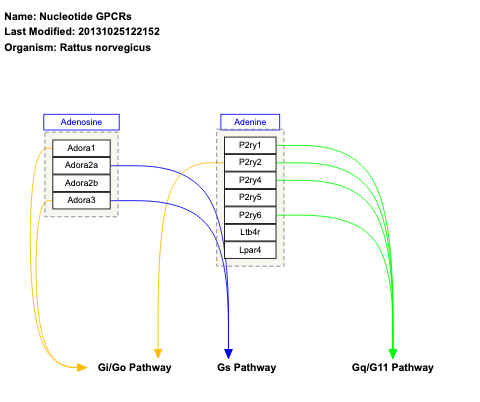 Name: Nucleotide GPCRs
Last Modified: 20131025122152
Organism: Rattus norvegicus
Adenosine
Adora1
Adora2a
Adora2b
Adora3
Adenine
P2ry1
P2ry2
P2ry4
P2ry5
P2ry6
Ltb4r
Lpar4
Gi/Go Pathway
Gs Pathway
Gq/G11 Pathway